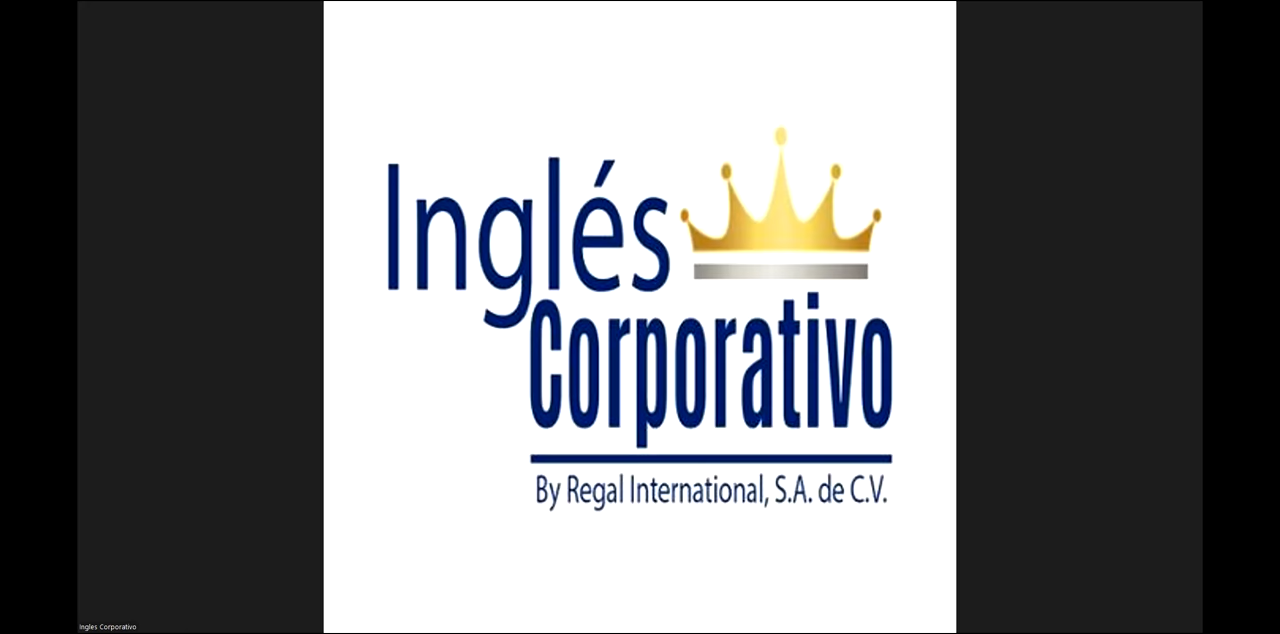 Inglés
Corporativo
By Regal International, S.A. de C.V.
Ingles Corporativo